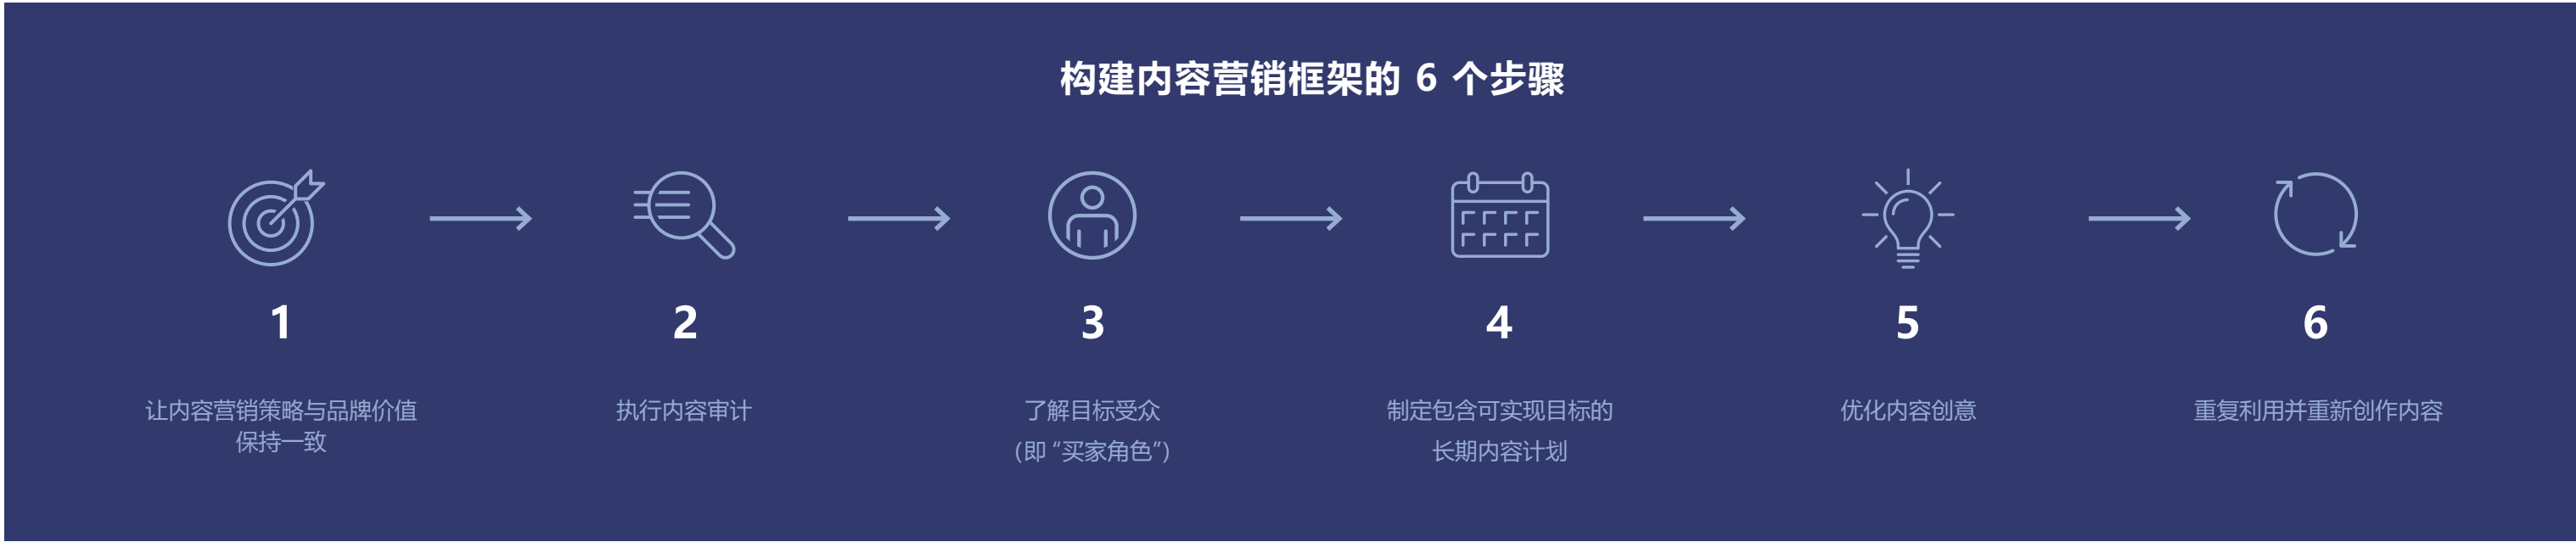 构建内容营销框架的 6 个步骤
1
让内容营销策略与品牌价值
保持一致
2
执行内容审计
3
了解目标受众
(即 “买家角色”)
4
制定包含可实现目标的
长期内容计划
5
优化内容创意
6
重复利用并重新创作内容